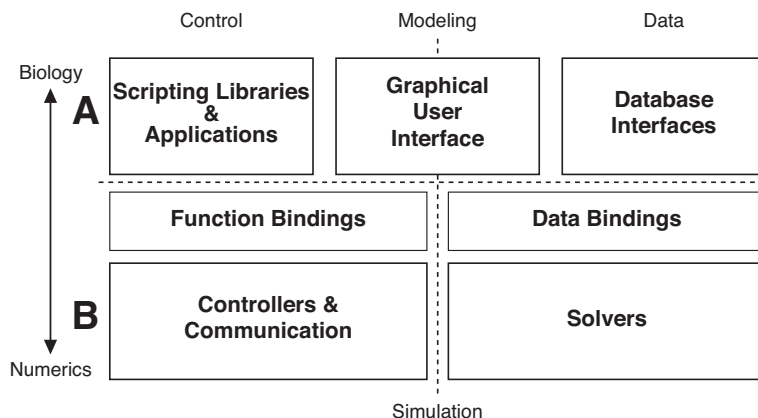 Control
Modeling
Data
Biology
A
Scripting Libraries
&
Applications
Graphical
User
Interface
Database
Interfaces
Function Bindings
Data Bindings
B
Controllers &
Communication
Solvers
Numerics
Simulation